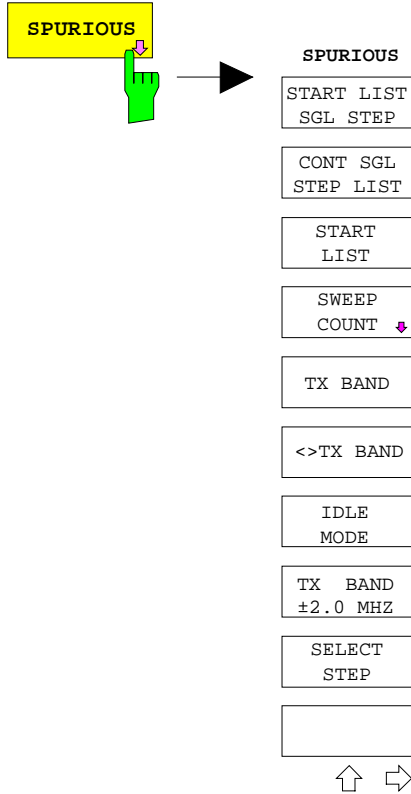 SPURIOUS
SPURIOUS
START LIST
SGL STEP
CONT SGL
STEP LIST
START
LIST
SWEEP
COUNT
TX BAND
<>TX BAND
IDLE
MODE
TX BAND
±2.0 MHZ
SELECT
STEP